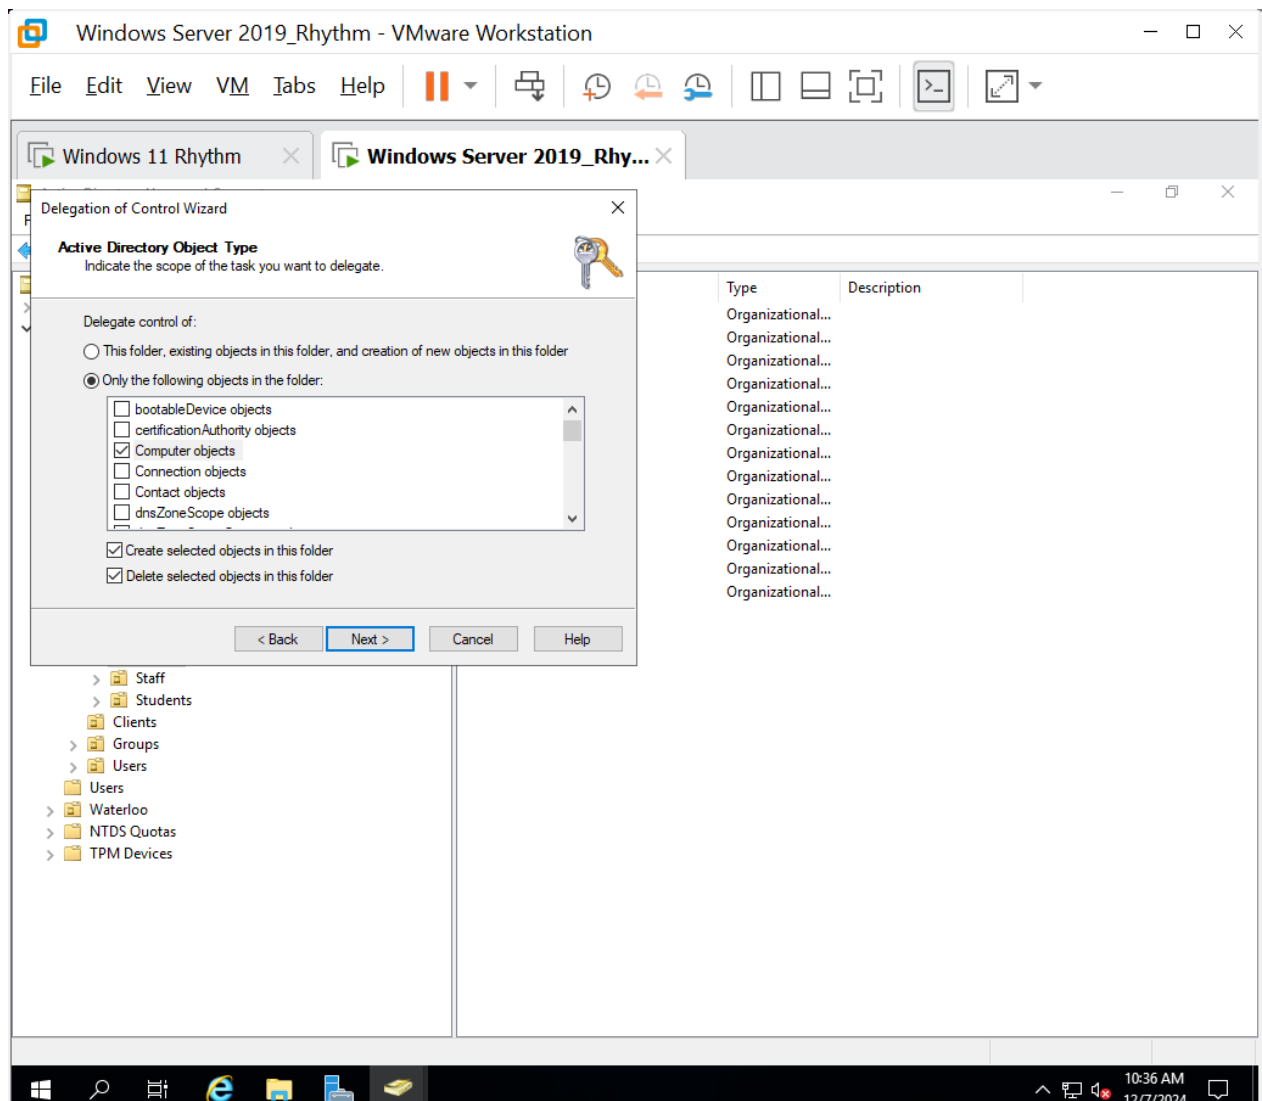 Windows Server 2019_Rhythm - VMware Workstation
File Edit View VM Tabs Help
Windows 11 Rhythm
Windows Server 2019_Rhy...
Delegation of Control Wizard
Active Directory Object Type
Indicate the scope of the task you want to delegate.
Delegate control of:
This folder, existing objects in this folder, and creation of new objects in this folder
Only the following objects in the folder:
bootableDevice objects
certificationAuthority objects
Computer objects
Connection objects
Contact objects
dnsZoneScope objects
Create selected objects in this folder
Delete selected objects in this folder
< Back Next > Cancel Help
Type Description
Organizational...
Organizational...
Organizational...
Organizational...
Organizational...
Organizational...
Organizational...
Organizational...
Organizational...
Organizational...
Organizational...
Organizational...
Organizational...
Staff
Students
Clients
Groups
Users
Users
Waterloo
NTDS Quotas
TPM Devices
10:36 AM
12/7/2024